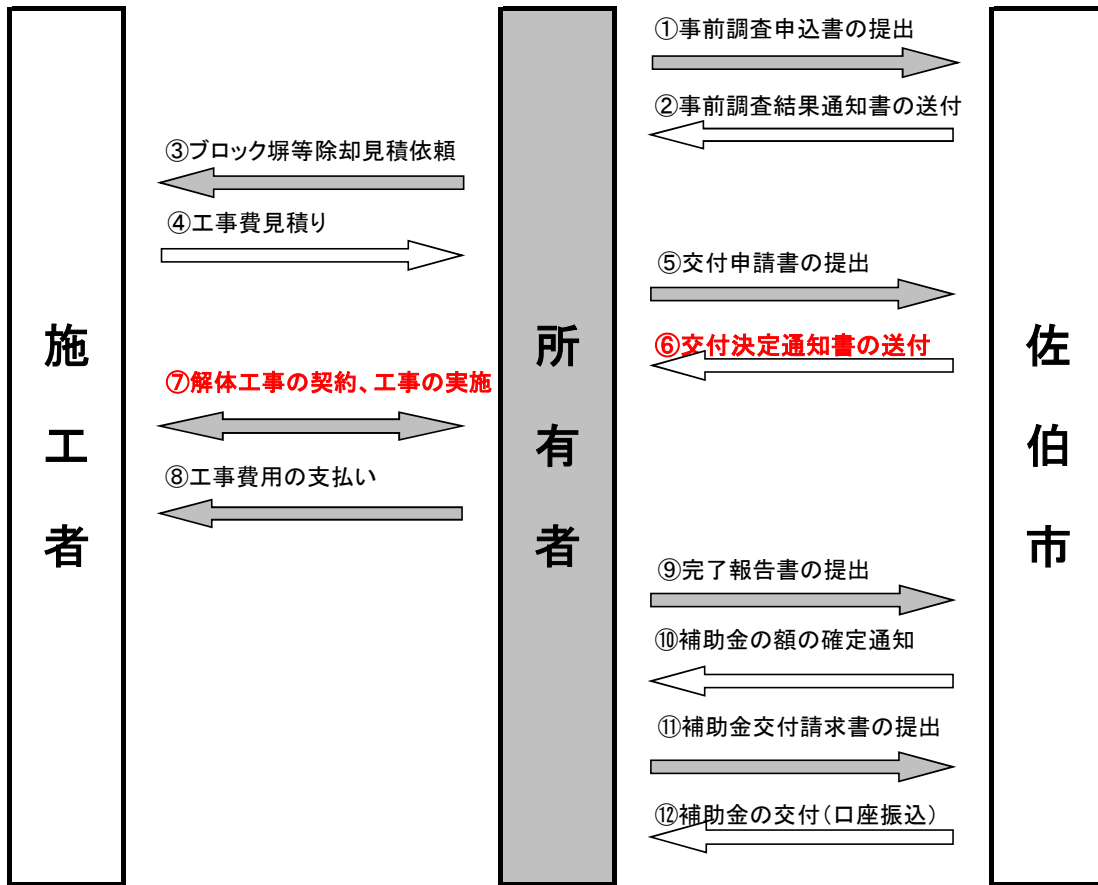 ①事前調査申込書の提出
②事前調査結果通知書の送付
③ブロック塀等除却見積依頼
④工事費見積り
⑤交付申請書の提出
⑥交付決定通知書の送付
⑦解体工事の契約、工事の実施
⑧工事費用の支払い
⑨完了報告書の提出
⑩補助金の額の確定通知
⑪補助金交付請求書の提出
⑫補助金の交付(口座振込)
施工者
所有者
佐伯市